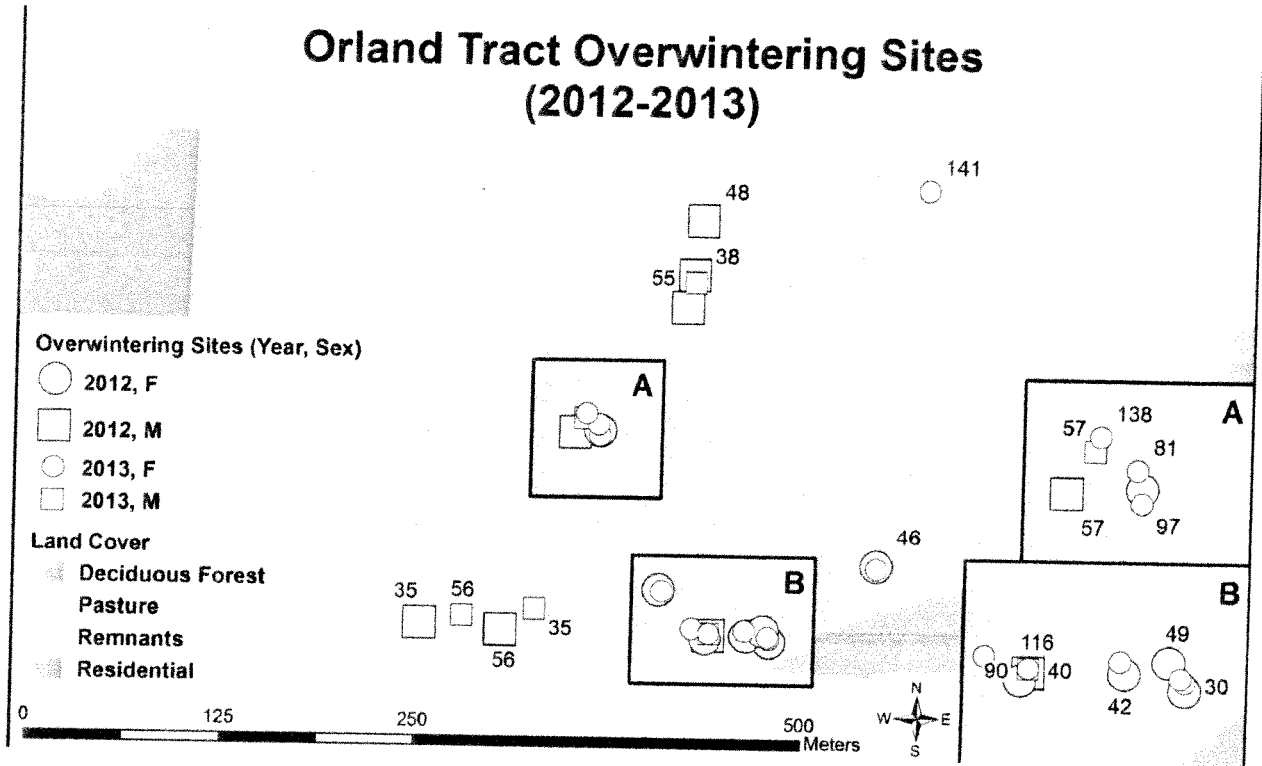 Orland Tract Overwintering Sites
(2012-2013)
141
48
38
55
Overwintering Sites (Year, Sex)
2012, F
2012, M
2013, F
2013, M
Land Cover
Deciduous Forest
Pasture
Remnants
Residential
A
A
138
57
81
57
97
46
B
35
56
35
56
B
49
116
90
40
30
42
0
125
250
500
Meters
N
W
E
S